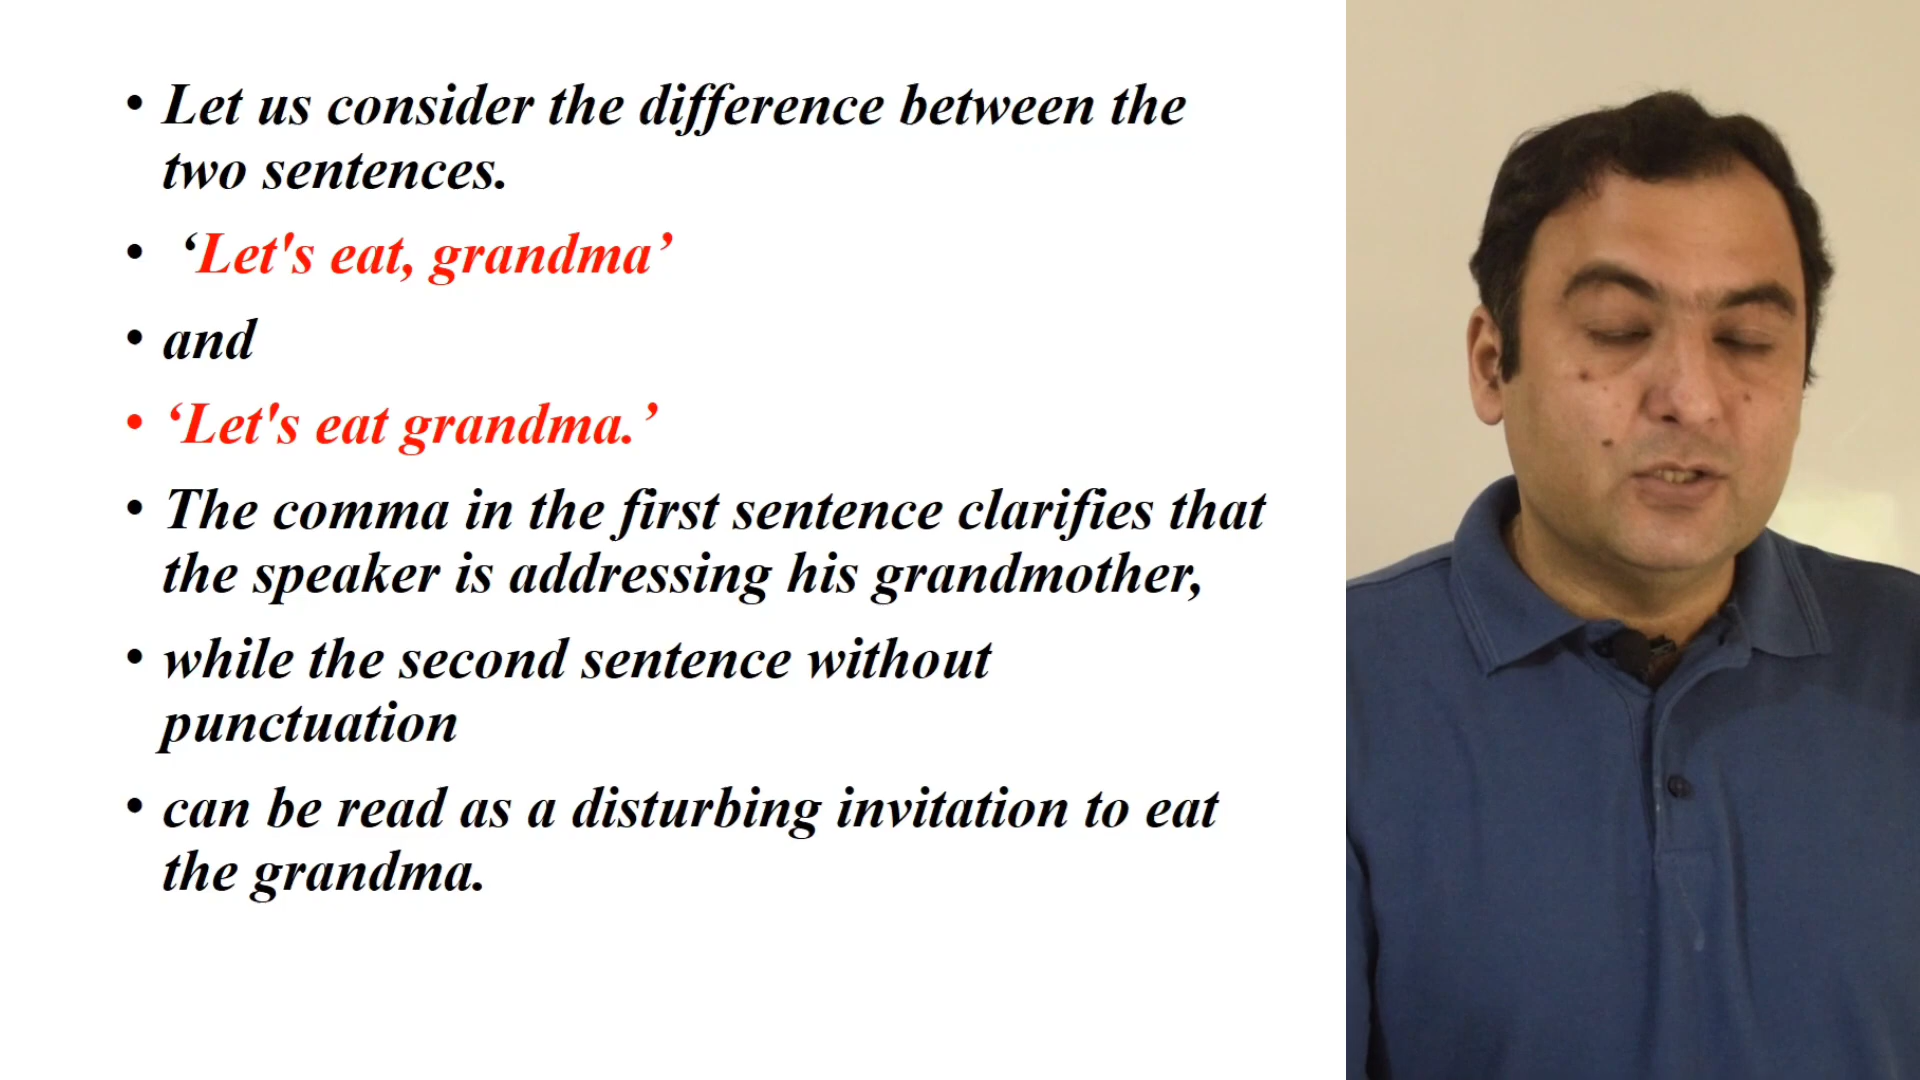 • Let us consider the difference between the
two sentences.
• ‘Let's eat, grandma’
• and
• ‘Let's eat grandma.’
• The comma in the first sentence clarifies that
the speaker is addressing his grandmother,
• while the second sentence without
punctuation
• can be read as a disturbing invitation to eat
the grandma.